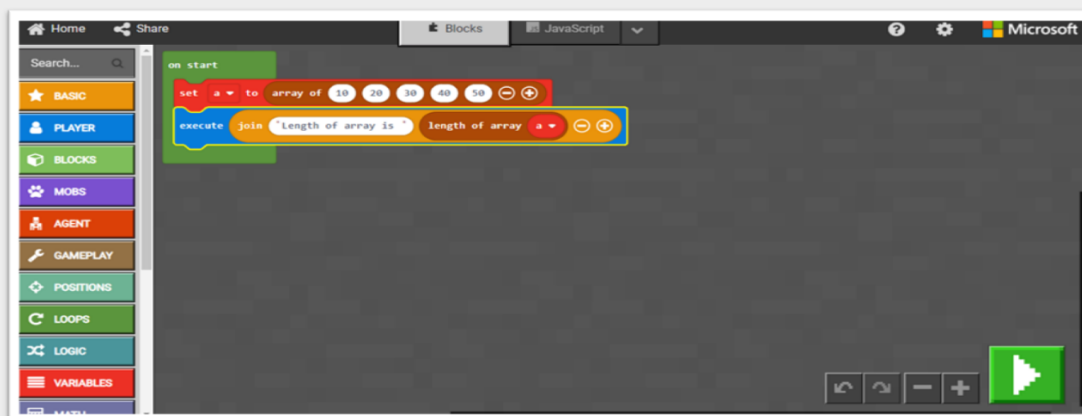 Home Share Blocks JavaScript ? Microsoft
Search...
BASIC
PLAYER
BLOCKS
MOBS
AGENT
GAMEPLAY
POSITIONS
LOOPS
LOGIC
VARIABLES
MATH
on start
set a to array of 10 20 30 40 50
execute join "Length of array is " length of array a